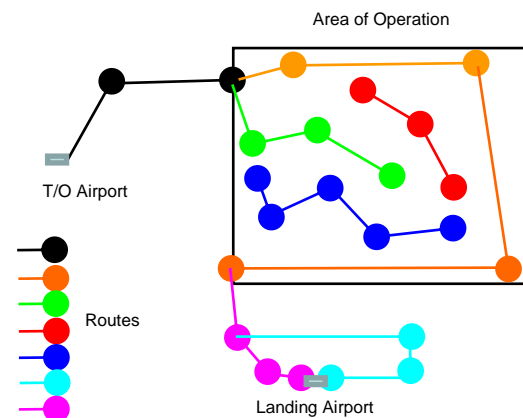 Area of Operation
T/O Airport
Routes
Landing Airport